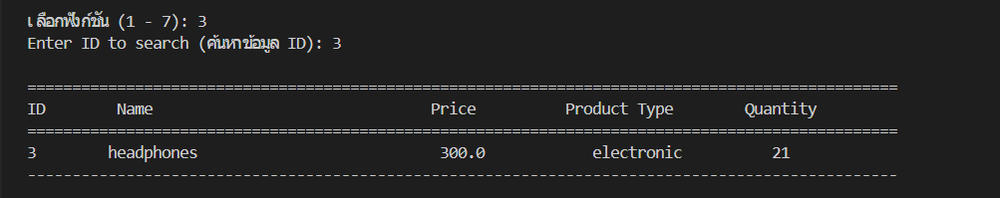 เลือกฟังก์ชัน (1 - 7): 3
Enter ID to search (ค้นหาข้อมูล ID): 3
=================================================================================================
ID Name Price Product Type Quantity
=================================================================================================
3 headphones 300.0 electronic 21
-------------------------------------------------------------------------------------------------